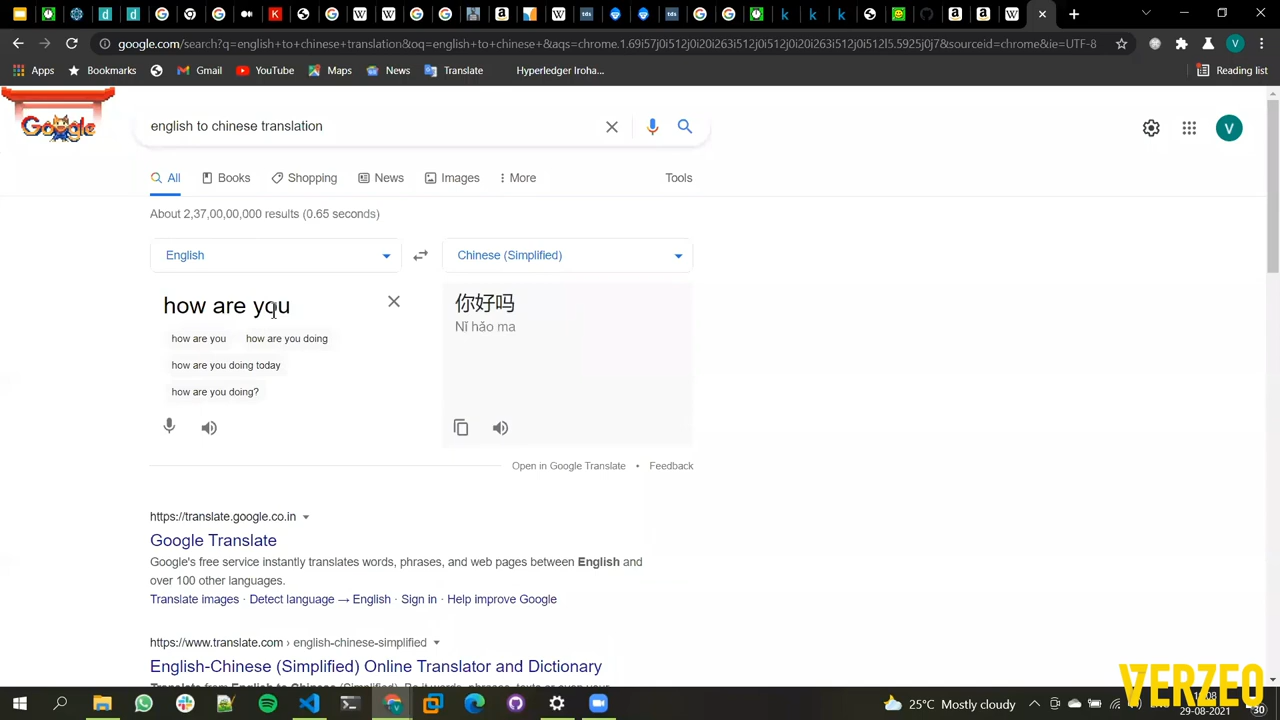 google.com/search?q=english+to+chinese+translation&oq=english+to+chinese+&aqs=chrome.1.69i57j0i512j0i20i263i512j0i512j0i20i263i512j0i512l5.5925j0j7&sourceid=chrome&ie=UTF-8
V
Apps
Bookmarks
Gmail
YouTube
Maps
News
Translate
Hyperledger Iroha...
Reading list
Google
english to chinese translation
V
All
Books
Shopping
News
Images
More
Tools
About 2,37,00,00,000 results (0.65 seconds)
English
Chinese (Simplified)
how are you
你好吗
Nǐ hǎo ma
how are you
how are you doing
how are you doing today
how are you doing?
Open in Google Translate • Feedback
https://translate.google.co.in
Google Translate
Google's free service instantly translates words, phrases, and web pages between English and
over 100 other languages.
Translate images · Detect language → English · Sign in · Help improve Google
https://www.translate.com › english-chinese-simplified
English-Chinese (Simplified) Online Translator and Dictionary
VERZEO
25°C Mostly cloudy
29-08-2021
30